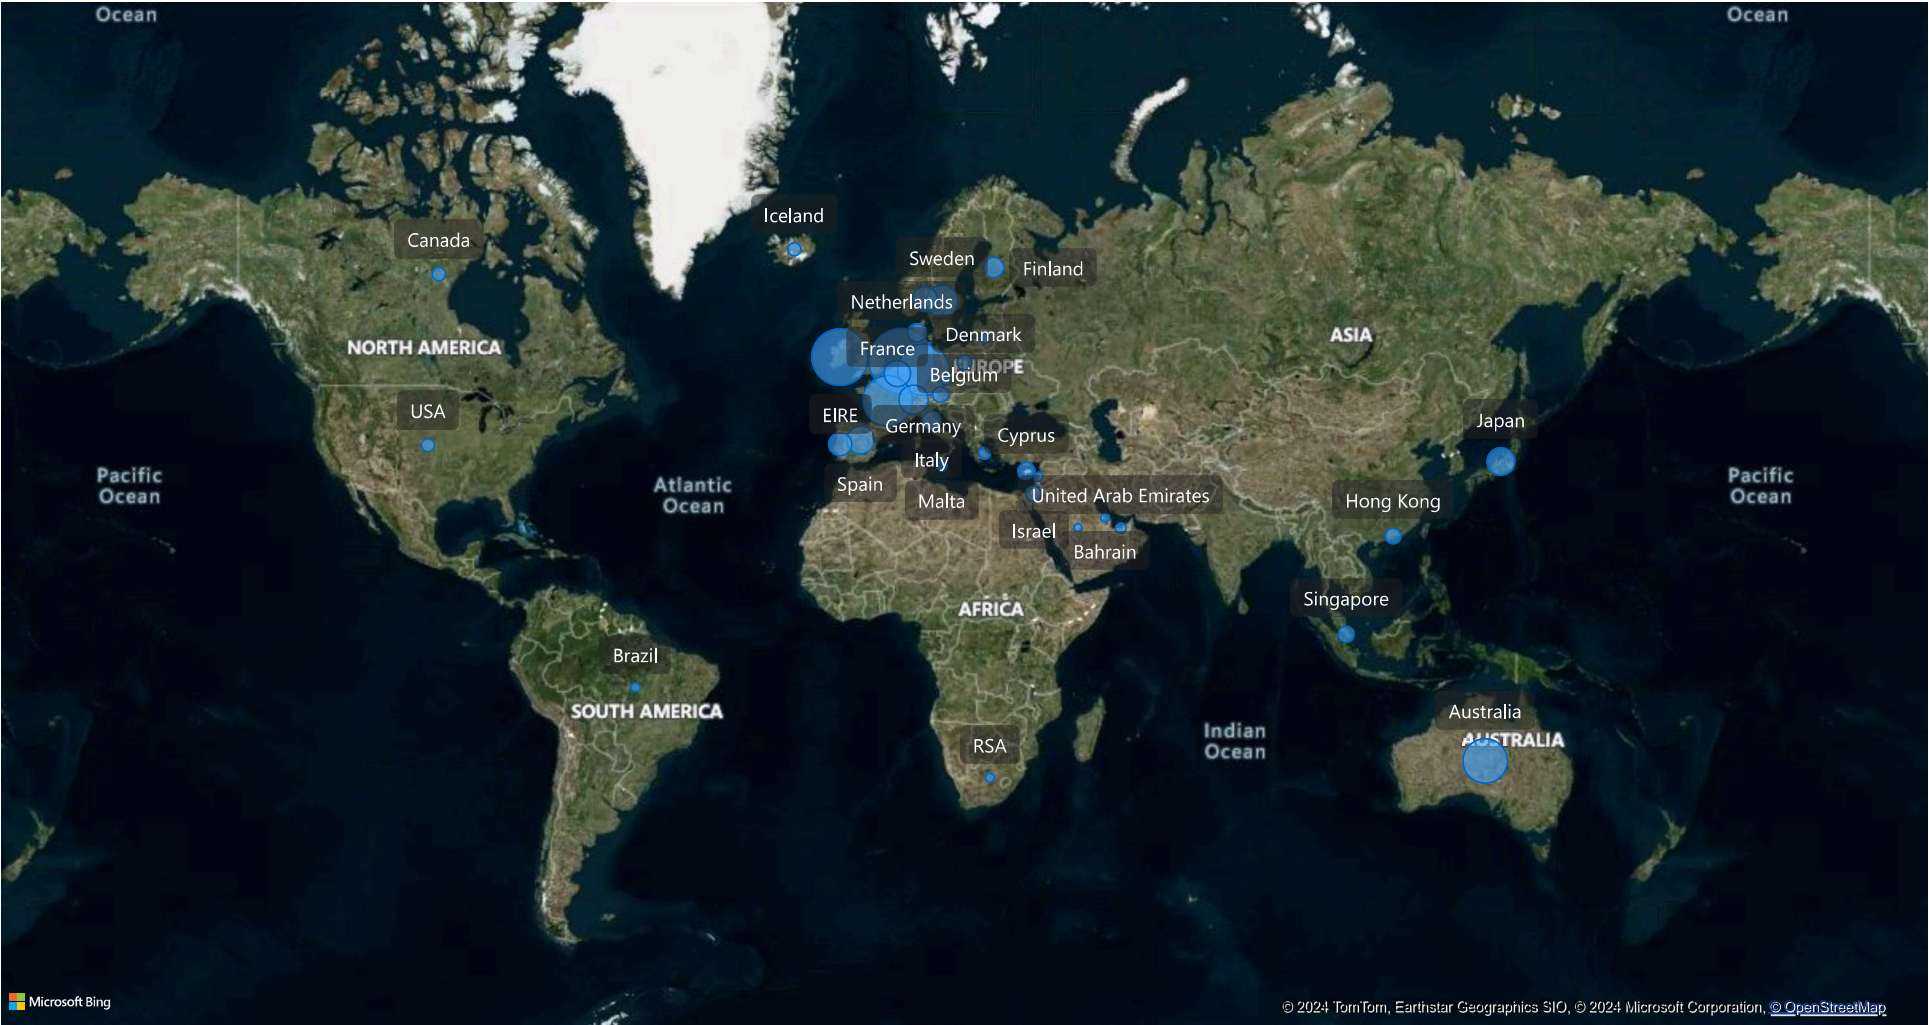 Ocean
Ocean
Iceland
Canada
Sweden
Finland
Netherlands
Denmark
ASIA
NORTH AMERICA
France
EUROPE
Belgium
USA
EIRE
Japan
Germany
Cyprus
Italy
Pacific
Ocean
Atlantic
Ocean
Pacific
Ocean
Spain
United Arab Emirates
Malta
Hong Kong
Israel
Bahrain
Singapore
AFRICA
Brazil
SOUTH AMERICA
Australia
Indian
Ocean
RSA
AUSTRALIA
Microsoft Bing
© 2024 TomTom, Earthstar Geographics SIO, © 2024 Microsoft Corporation, © OpenStreetMap